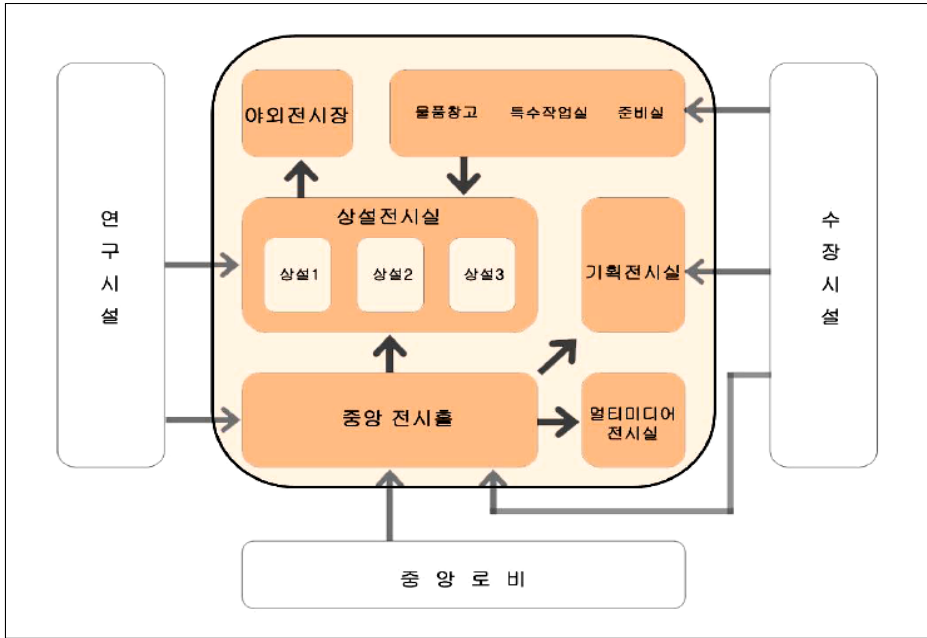 야외전시장
물품창고 특수작업실 준비실
연구시설
수장시설
상설전시실
상설1 상설2 상설3
기획전시실
중앙 전시홀
멀티미디어
전시실
중앙로비